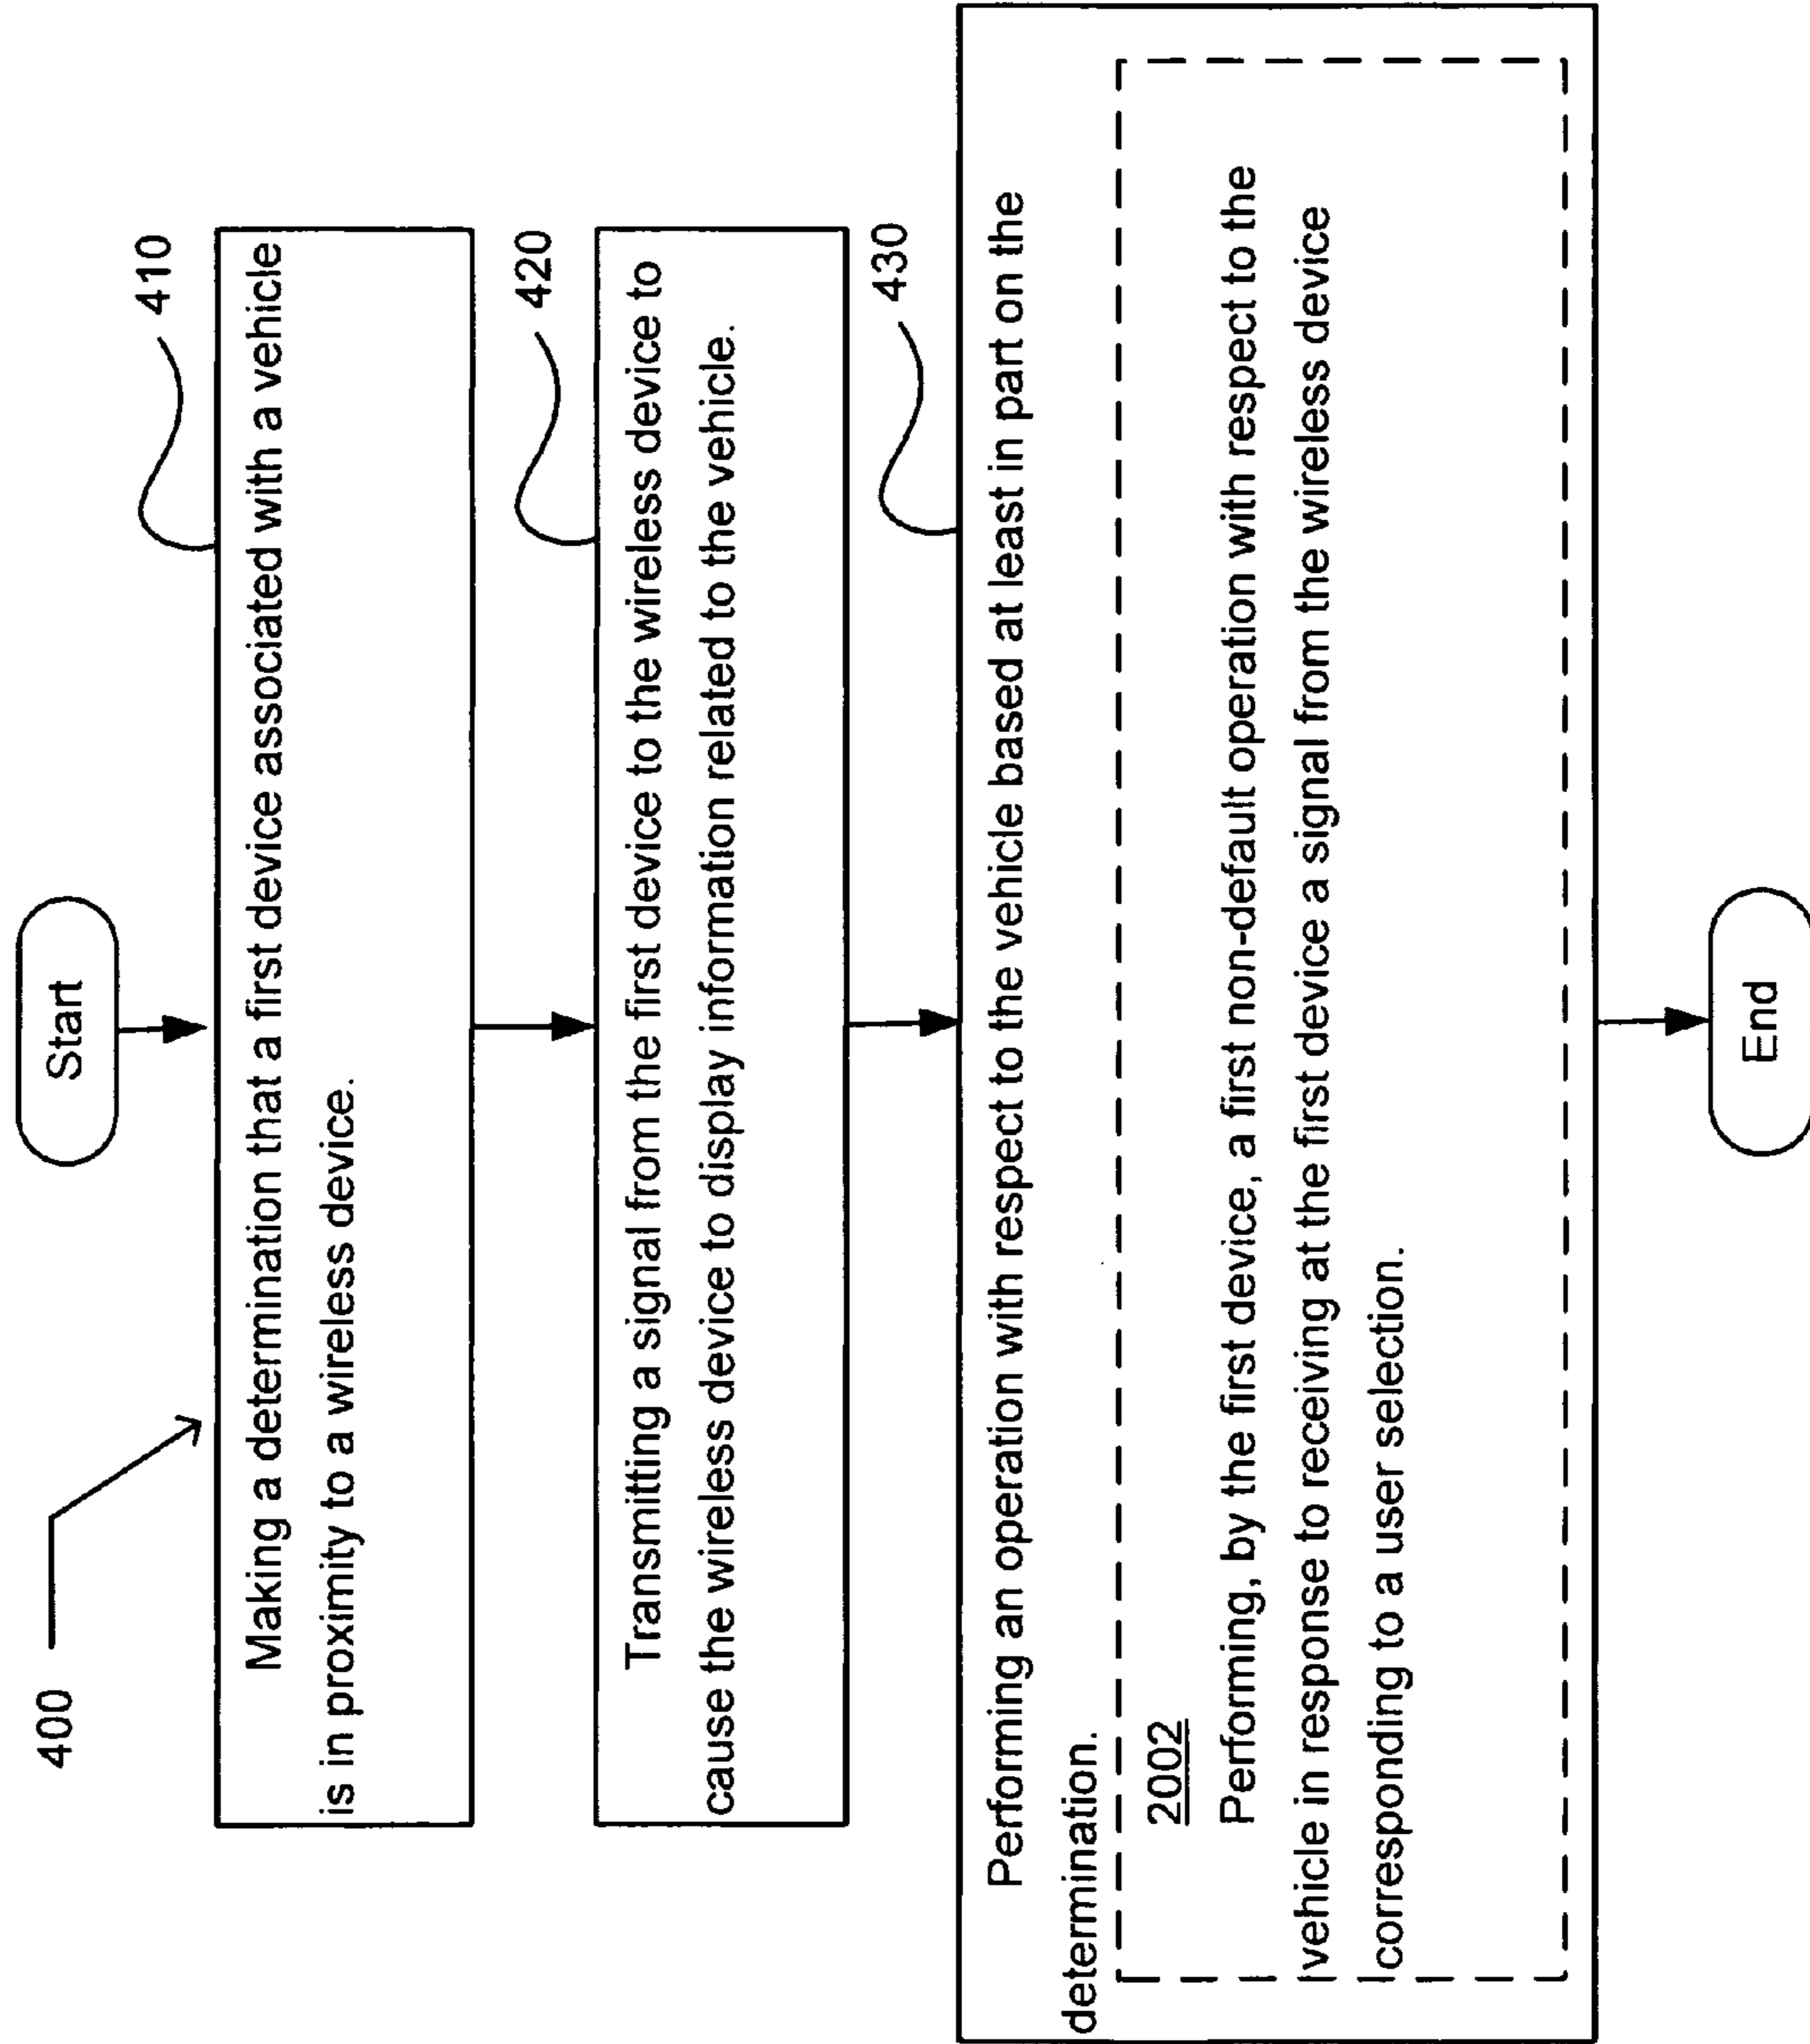 400
Start
410
Making a determination that a first device associated with a vehicle
is in proximity to a wireless device.
420
Transmitting a signal from the first device to the wireless device to
cause the wireless device to display information related to the vehicle.
430
Performing an operation with respect to the vehicle based at least in part on the
determination.
2002
Performing, by the first device, a first non-default operation with respect to the
vehicle in response to receiving at the first device a signal from the wireless device
corresponding to a user selection.
End